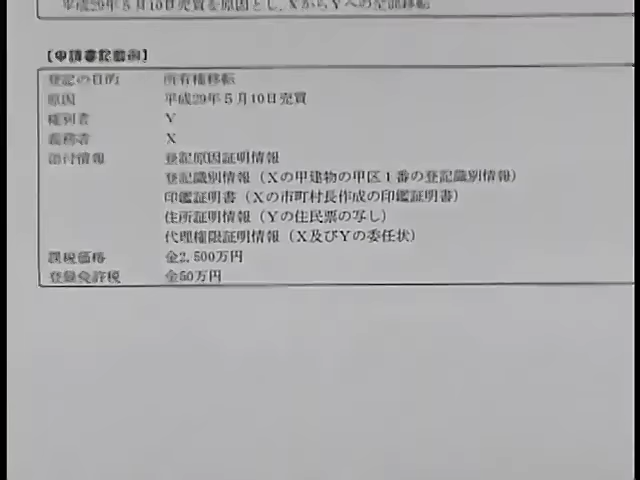 平成29年5月10日売買を原因とし、XからYへの全部移転
【申請書記載例】
登記の目的 所有権移転
原因 平成29年5月10日売買
権利者 Y
義務者 X
添付情報 登記原因証明情報
登記識別情報（Xの甲建物の甲区1番の登記識別情報）
印鑑証明書（Xの市町村長作成の印鑑証明書）
住所証明情報（Yの住民票の写し）
代理権限証明情報（X及びYの委任状）
課税価格 金2,500万円
登録免許税 金50万円